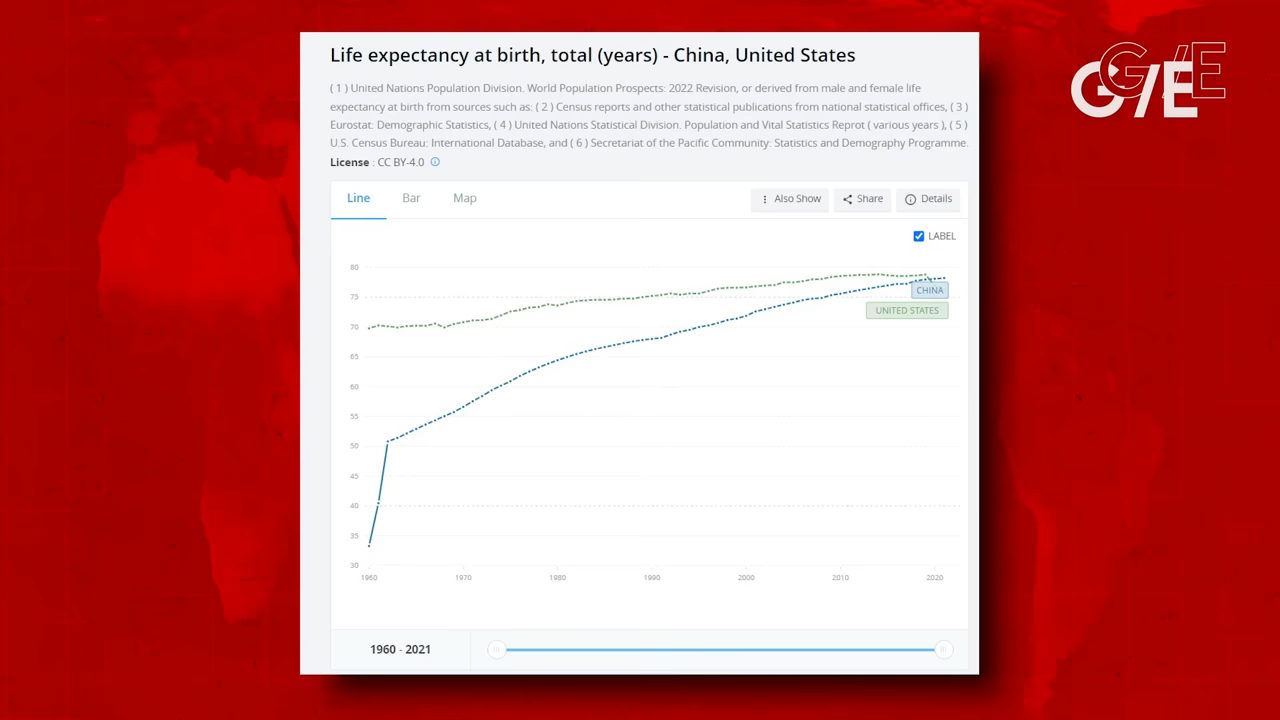 Life expectancy at birth, total (years) - China, United States
G/E
G/E
( 1 ) United Nations Population Division. World Population Prospects: 2022 Revision, or derived from male and female life
expectancy at birth from sources such as: ( 2 ) Census reports and other statistical publications from national statistical offices, ( 3 )
Eurostat: Demographic Statistics, ( 4 ) United Nations Statistical Division. Population and Vital Statistics Reprot ( various years ), ( 5 )
U.S. Census Bureau: International Database, and ( 6 ) Secretariat of the Pacific Community: Statistics and Demography Programme.
License : CC BY-4.0
Line Bar Map Also Show Share Details
LABEL
80
75
70
65
60
55
50
45
40
35
30
CHINA
UNITED STATES
1960 1970 1980 1990 2000 2010 2020
1960 - 2021